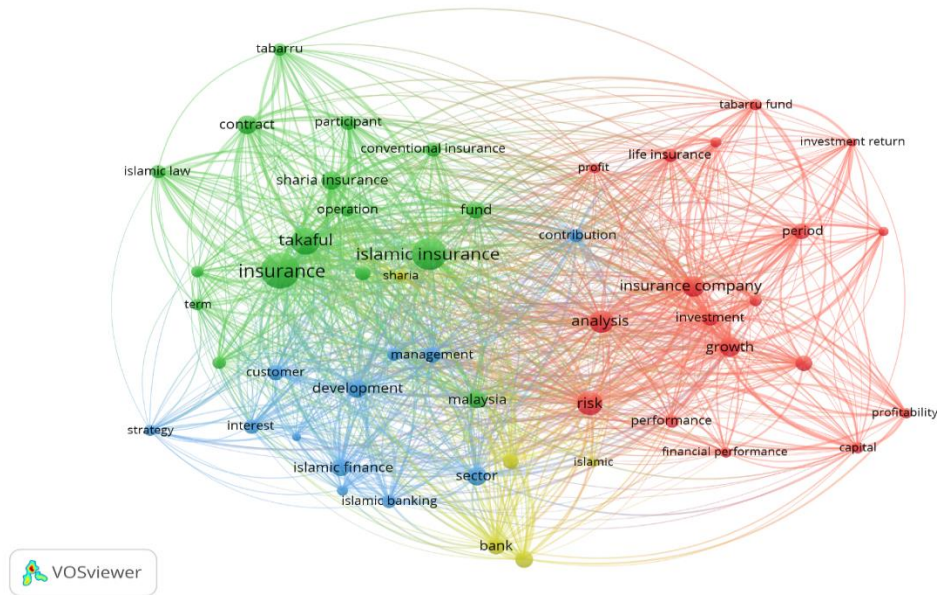 tabarru
tabarru fund
contract
participant
investment return
conventional insurance
life insurance
islamic law
profit
sharia insurance
operation
fund
period
takaful
contribution
islamic insurance
insurance
sharia
insurance company
term
analysis
investment
growth
management
customer
development
malaysia
risk
profitability
performance
strategy
interest
capital
financial performance
islamic
islamic finance
sector
islamic banking
bank
VOSviewer